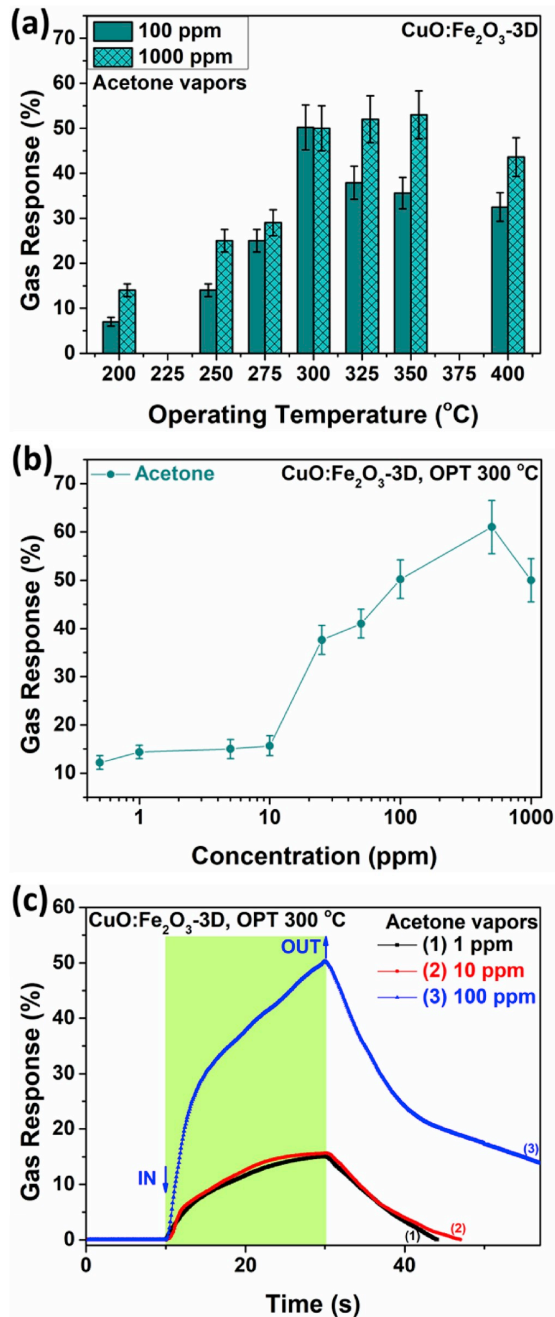 (a)
100 ppm
1000 ppm
Acetone vapors
CuO:Fe₂O₃-3D
70
60
50
40
30
20
10
0
Gas Response (%)
200 225 250 275 300 325 350 375 400
Operating Temperature (°C)
(b)
Acetone
CuO:Fe₂O₃-3D, OPT 300 °C
70
60
50
40
30
20
10
Gas Response (%)
1 10 100 1000
Concentration (ppm)
(c)
CuO:Fe₂O₃-3D, OPT 300 °C
Acetone vapors
(1) 1 ppm
(2) 10 ppm
(3) 100 ppm
OUT
IN
(3)
(1)
(2)
60
50
40
30
20
10
0
Gas Response (%)
0 20 40
Time (s)